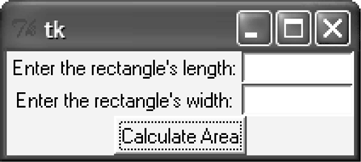 tk
Enter the rectangle's length:
Enter the rectangle's width:
Calculate Area